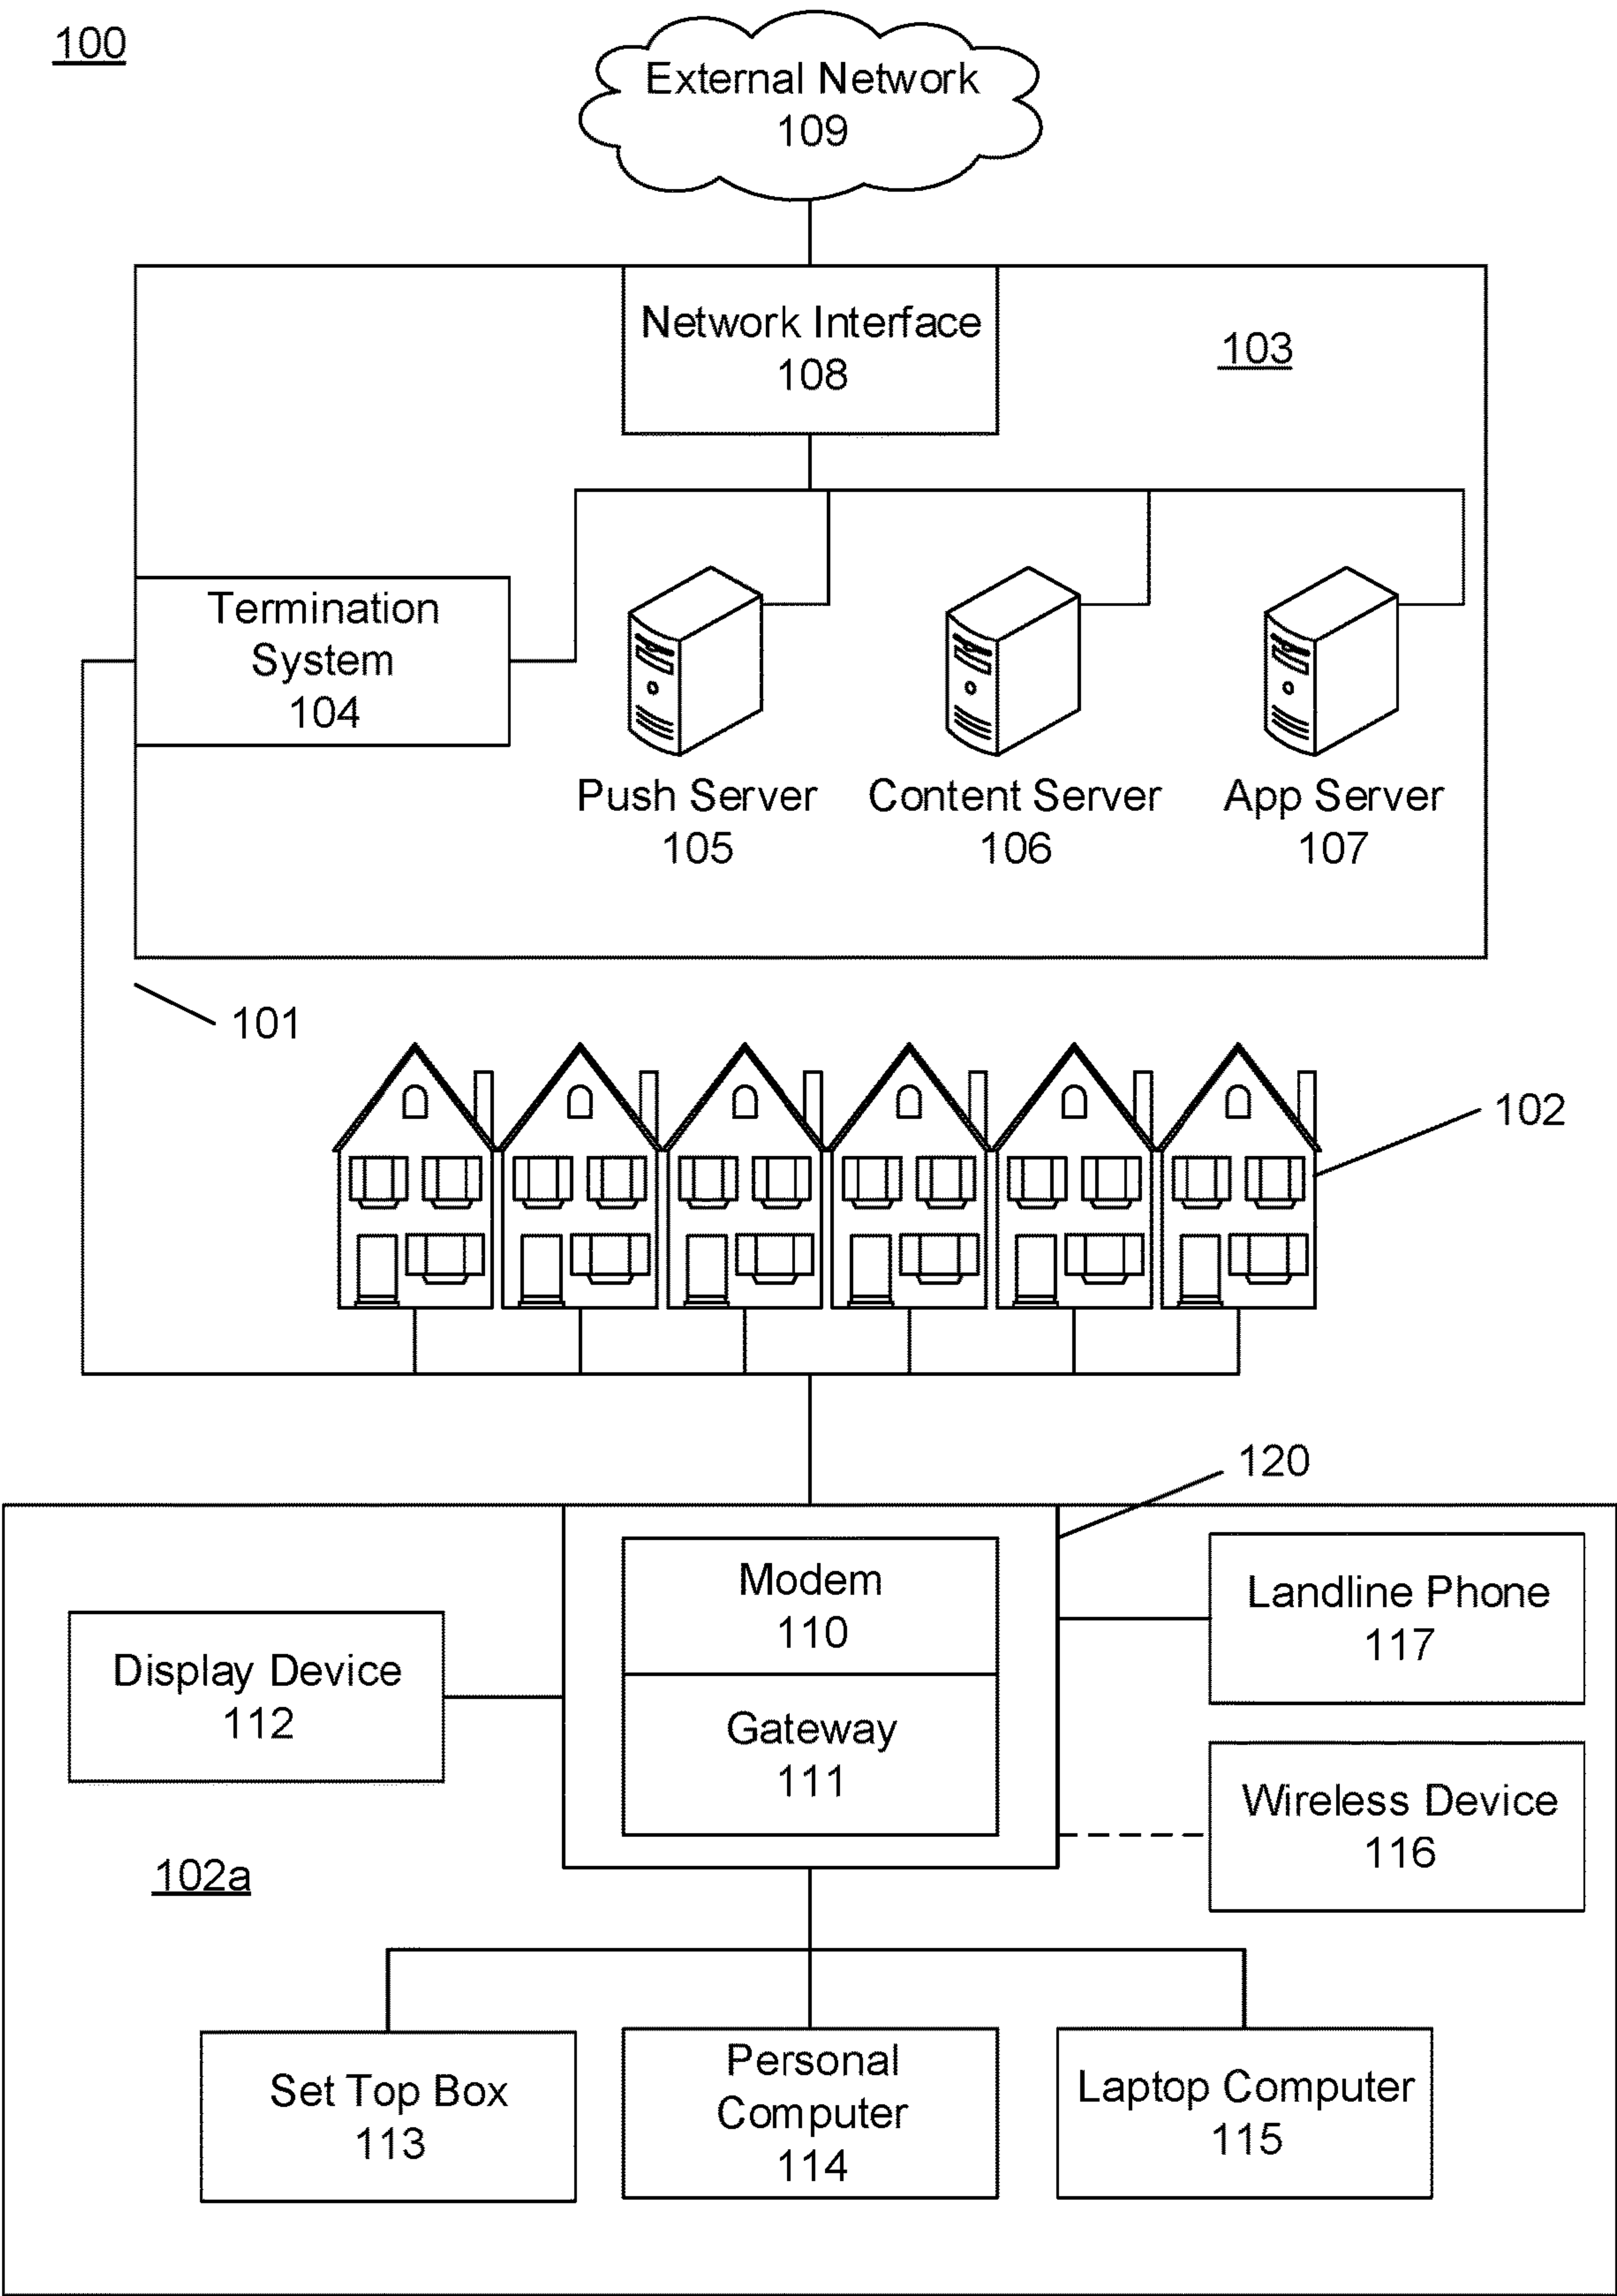 100
External Network
109
Network Interface
108
103
Termination
System
104
Push Server
105
Content Server
106
App Server
107
101
102
120
Modem
110
Landline Phone
117
Display Device
112
Gateway
111
Wireless Device
116
102a
Set Top Box
113
Personal
Computer
114
Laptop Computer
115